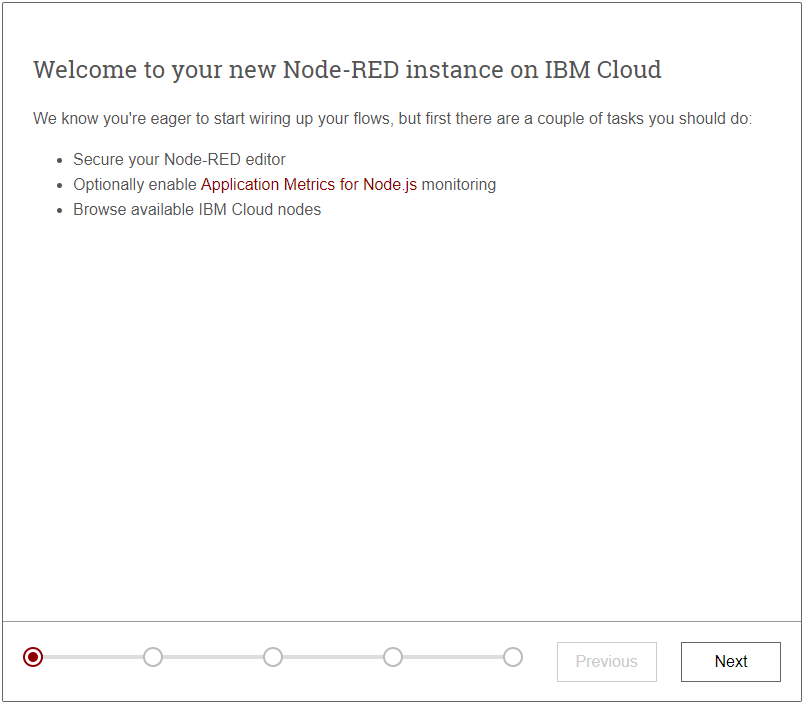 Welcome to your new Node-RED instance on IBM Cloud
We know you're eager to start wiring up your flows, but first there are a couple of tasks you should do:
Secure your Node-RED editor
Optionally enable Application Metrics for Node.js monitoring
Browse available IBM Cloud nodes
Previous
Next